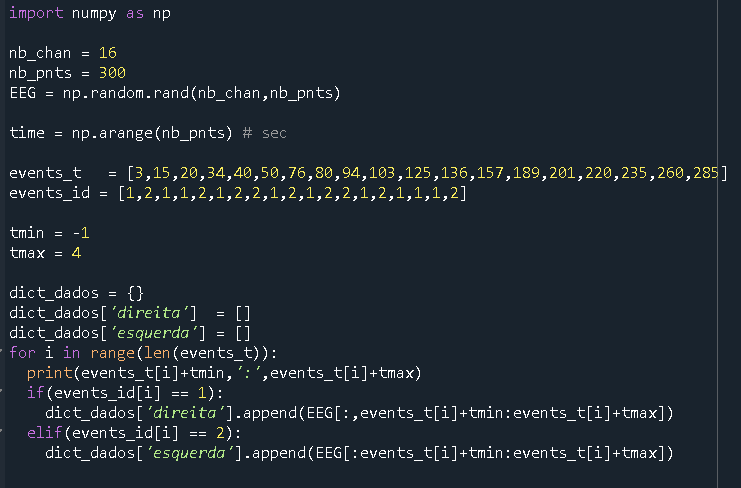 import numpy as np
nb_chan = 16
nb_pnts = 300
EEG = np.random.rand(nb_chan,nb_pnts)
time = np.arange(nb_pnts) # sec
events_t   = [3,15,20,34,40,50,76,80,94,103,125,136,157,189,201,220,235,260,285]
events_id = [1,2,1,1,2,1,2,2,1,2,1,2,2,1,2,1,1,1,2]
tmin = -1
tmax = 4
dict_dados = {}
dict_dados['direita']  = []
dict_dados['esquerda'] = []
for i in range(len(events_t)):
  print(events_t[i]+tmin,':',events_t[i]+tmax)
  if(events_id[i] == 1):
    dict_dados['direita'].append(EEG[:,events_t[i]+tmin:events_t[i]+tmax])
  elif(events_id[i] == 2):
    dict_dados['esquerda'].append(EEG[:events_t[i]+tmin:events_t[i]+tmax])